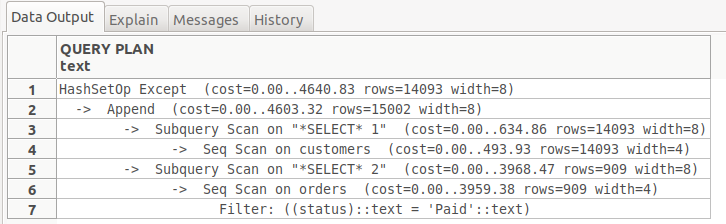 Data Output Explain Messages History
QUERY PLAN
text
1 HashSetOp Except (cost=0.00..4640.83 rows=14093 width=8)
2 -> Append (cost=0.00..4603.32 rows=15002 width=8)
3 -> Subquery Scan on "*SELECT* 1" (cost=0.00..634.86 rows=14093 width=8)
4 -> Seq Scan on customers (cost=0.00..493.93 rows=14093 width=4)
5 -> Subquery Scan on "*SELECT* 2" (cost=0.00..3968.47 rows=909 width=8)
6 -> Seq Scan on orders (cost=0.00..3959.38 rows=909 width=4)
7 Filter: ((status)::text = 'Paid'::text)